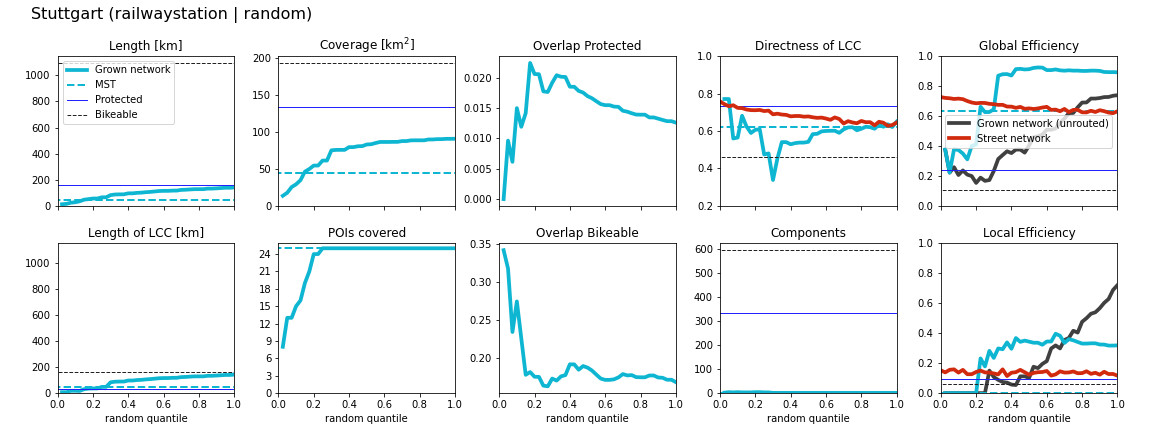 Stuttgart (railwaystation | random)
Length [km]
Coverage [km²]
Overlap Protected
Directness of LCC
Global Efficiency
Grown network
MST
Protected
Bikeable
Grown network (unrouted)
Street network
1000
800
600
400
200
0
200
150
100
50
0
0.020
0.015
0.010
0.005
0.000
1.0
0.8
0.6
0.4
0.2
1.0
0.8
0.6
0.4
0.2
0.0
Length of LCC [km]
POIs covered
Overlap Bikeable
Components
Local Efficiency
1000
800
600
400
200
0
24
21
18
15
12
9
6
3
0
0.35
0.30
0.25
0.20
600
500
400
300
200
100
0
1.0
0.8
0.6
0.4
0.2
0.0
0.0 0.2 0.4 0.6 0.8 1.0
0.0 0.2 0.4 0.6 0.8 1.0
0.0 0.2 0.4 0.6 0.8 1.0
0.0 0.2 0.4 0.6 0.8 1.0
0.0 0.2 0.4 0.6 0.8 1.0
random quantile
random quantile
random quantile
random quantile
random quantile